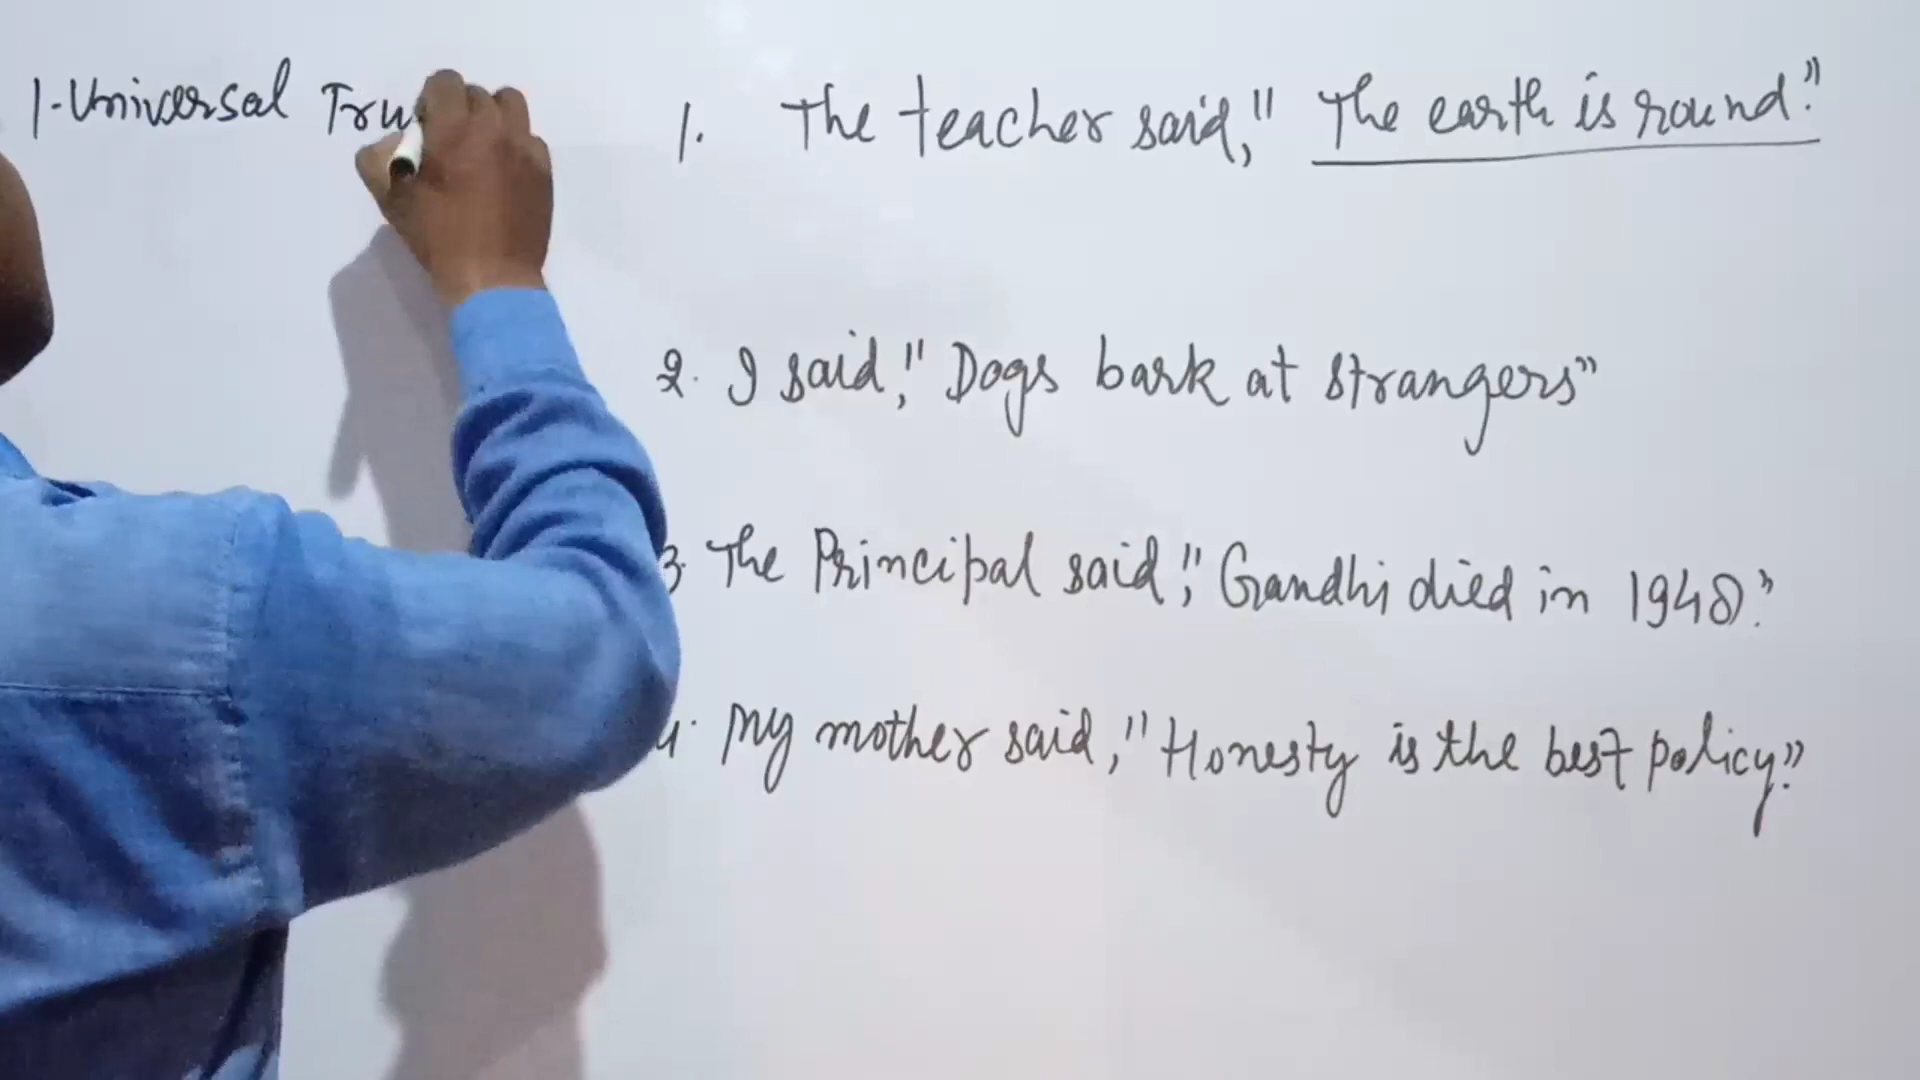 1. Universal Tru
1. The teacher said," The earth is round."
2. I said," Dogs bark at strangers"
3. The Principal said," Gandhi died in 1948."
4. My mother said," Honesty is the best policy."